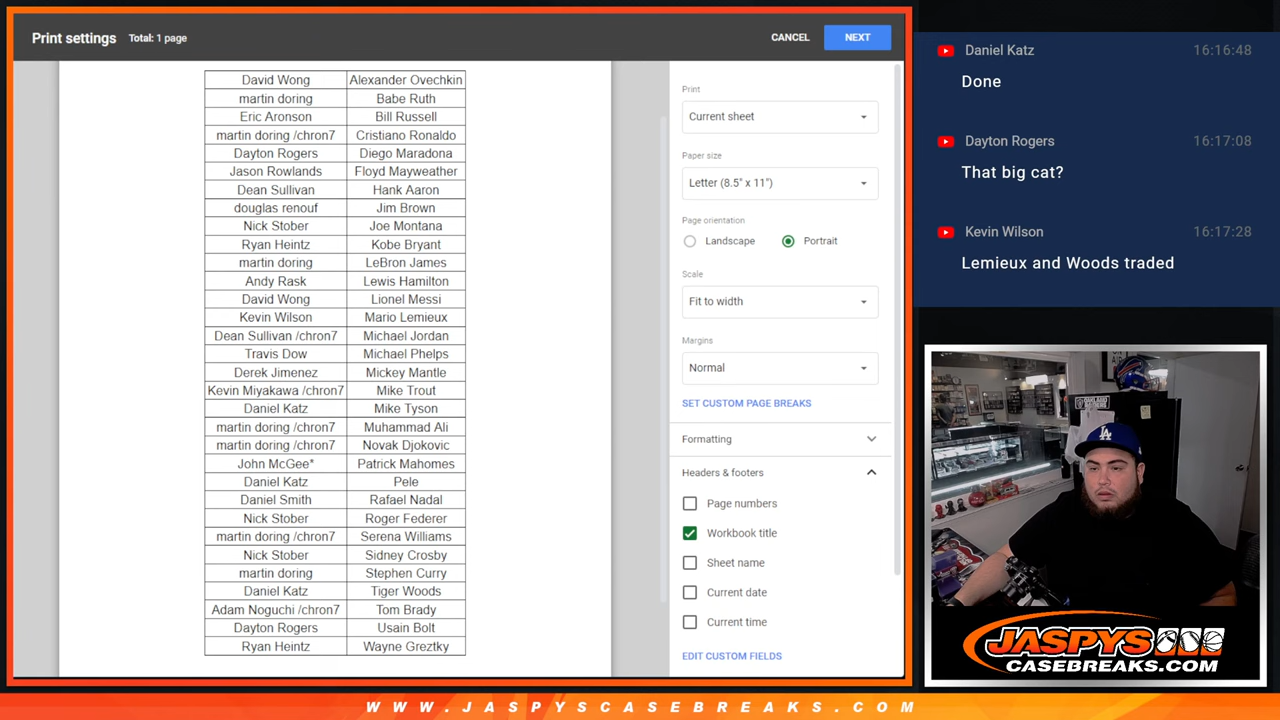 Print settings Total: 1 page CANCEL NEXT
David Wong Alexander Ovechkin
martin doring Babe Ruth
Eric Aronson Bill Russell
martin doring /chron7 Cristiano Ronaldo
Dayton Rogers Diego Maradona
Jason Rowlands Floyd Mayweather
Dean Sullivan Hank Aaron
douglas renouf Jim Brown
Nick Stober Joe Montana
Ryan Heintz Kobe Bryant
martin doring LeBron James
Andy Rask Lewis Hamilton
David Wong Lionel Messi
Kevin Wilson Mario Lemieux
Dean Sullivan /chron7 Michael Jordan
Travis Dow Michael Phelps
Derek Jimenez Mickey Mantle
Kevin Miyakawa /chron7 Mike Trout
Daniel Katz Mike Tyson
martin doring /chron7 Muhammad Ali
martin doring /chron7 Novak Djokovic
John McGee* Patrick Mahomes
Daniel Katz Pele
Daniel Smith Rafael Nadal
Nick Stober Roger Federer
martin doring /chron7 Serena Williams
Nick Stober Sidney Crosby
martin doring Stephen Curry
Daniel Katz Tiger Woods
Adam Noguchi /chron7 Tom Brady
Dayton Rogers Usain Bolt
Ryan Heintz Wayne Greztky
Print
Current sheet
Paper size
Letter (8.5" x 11")
Page orientation
Landscape Portrait
Scale
Fit to width
Margins
Normal
SET CUSTOM PAGE BREAKS
Formatting
Headers & footers
Page numbers
Workbook title
Sheet name
Current date
Current time
EDIT CUSTOM FIELDS
Daniel Katz 16:16:48
Done
Dayton Rogers 16:17:08
That big cat?
Kevin Wilson 16:17:28
Lemieux and Woods traded
LA
JASPYS
CASEBREAKS.COM
WWW.JASPYSCASEBREAKS.COM